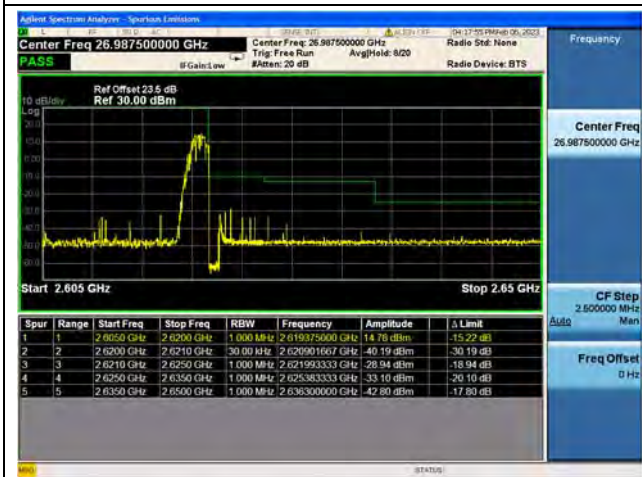 Agilent Spectrum Analyzer - Spurious Emissions
Center Freq 26.987500000 GHz
PASS
IFGain:Low
Center Freq: 26.987500000 GHz
Trig: Free Run
Avg|Hold: 6/20
#Atten: 20 dB
04:17:55 PM Feb 06, 2023
Radio Std: None
Radio Device: BTS
Frequency
Ref Offset 23.5 dB
10 dB/div
Ref 30.00 dBm
Log
Center Freq
26.987500000 GHz
Start 2.605 GHz
Stop 2.65 GHz
CF Step
2.500000 MHz
Auto Man
Freq Offset
0 Hz
Spur Range Start Freq Stop Freq RBW Frequency Amplitude Δ Limit
1 1 2.6050 GHz 2.6200 GHz 1.000 MHz 2.619375000 GHz 14.78 dBm -15.22 dB
2 2 2.6200 GHz 2.6210 GHz 30.00 kHz 2.620901667 GHz -40.19 dBm -30.19 dB
3 3 2.6210 GHz 2.6250 GHz 1.000 MHz 2.621993333 GHz -28.94 dBm -18.94 dB
4 4 2.6250 GHz 2.6350 GHz 1.000 MHz 2.625383333 GHz -33.10 dBm -20.10 dB
5 5 2.6350 GHz 2.6500 GHz 1.000 MHz 2.636300000 GHz -42.80 dBm -17.80 dB
MSG
STATUS